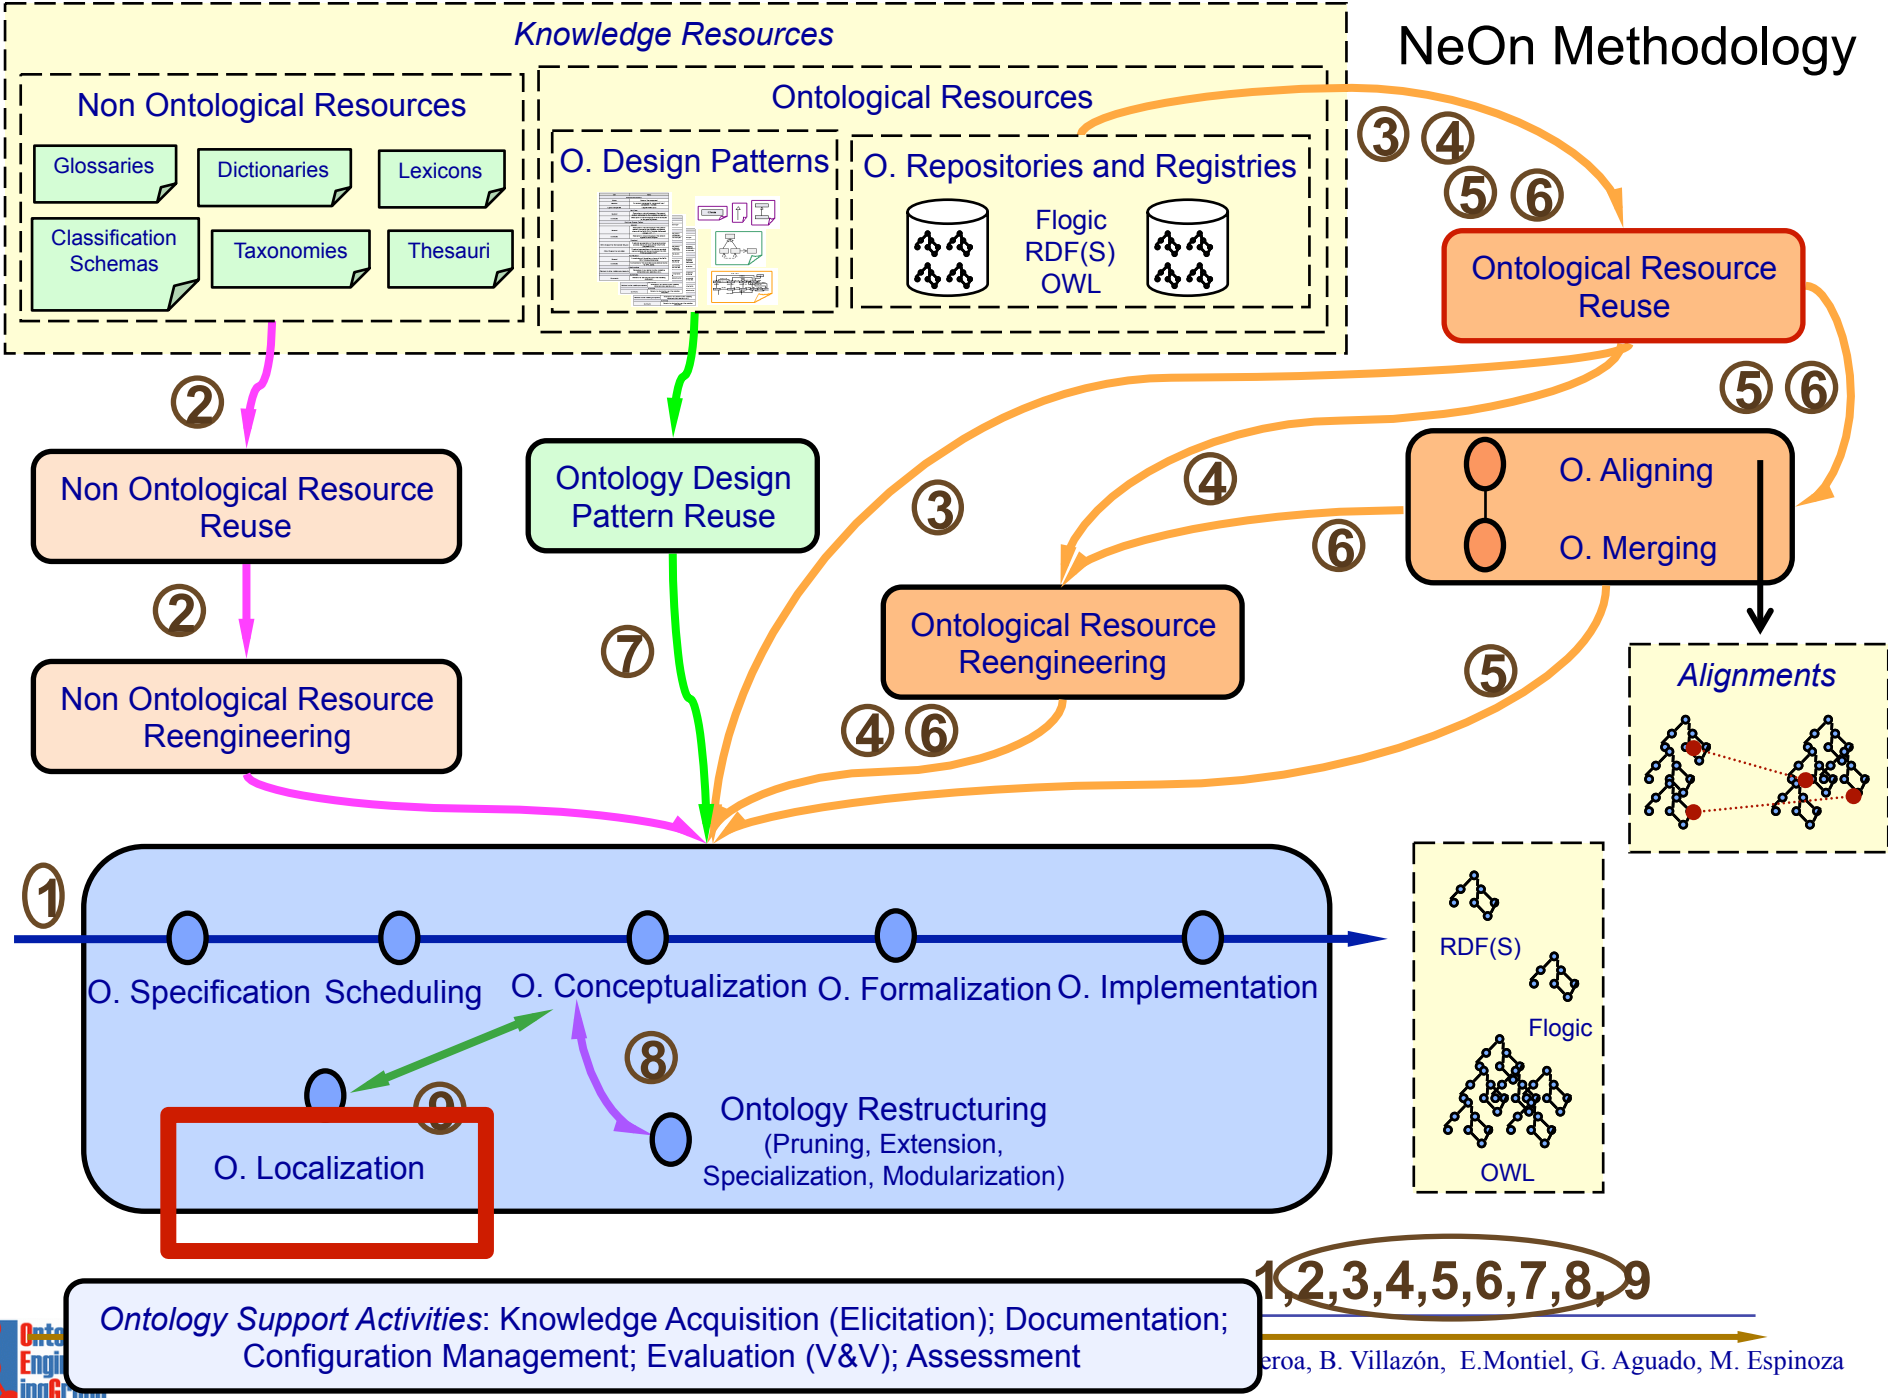 Knowledge Resources
NeOn Methodology
Non Ontological Resources
Ontological Resources
Glossaries
Dictionaries
Lexicons
Classification
Schemas
Taxonomies
Thesauri
O. Design Patterns
O. Repositories and Registries
Flogic
RDF(S)
OWL
3
4
5
6
Ontological Resource
Reuse
2
5
6
Non Ontological Resource
Reuse
Ontology Design
Pattern Reuse
3
4
6
O. Aligning
O. Merging
2
7
Ontological Resource
Reengineering
5
Non Ontological Resource
Reengineering
4
6
Alignments
1
O. Specification
Scheduling
O. Conceptualization
O. Formalization
O. Implementation
RDF(S)
Flogic
OWL
8
9
O. Localization
Ontology Restructuring
(Pruning, Extension,
Specialization, Modularization)
1,2,3,4,5,6,7,8, 9
Ontology Support Activities: Knowledge Acquisition (Elicitation); Documentation;
Configuration Management; Evaluation (V&V); Assessment
eroa, B. Villazón, E.Montiel, G. Aguado, M. Espinoza